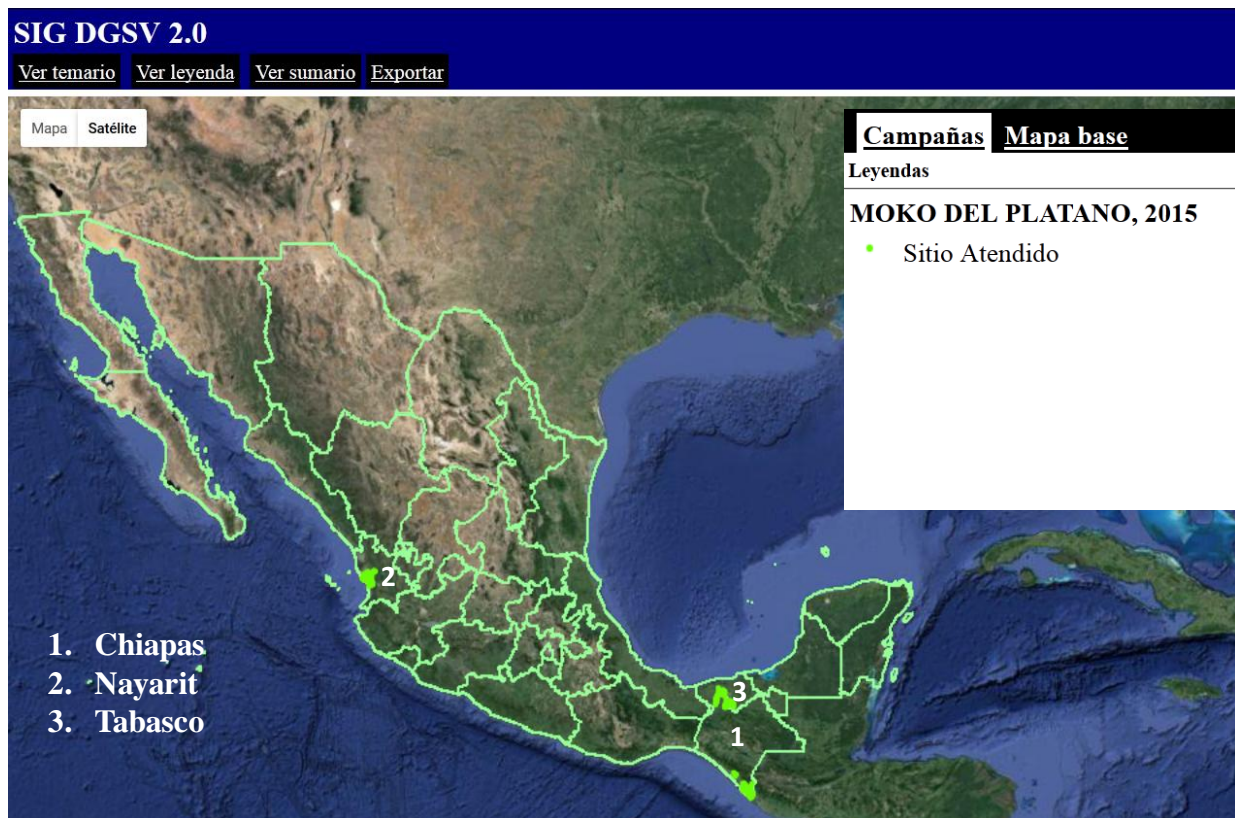 SIG DGSV 2.0
Ver temario Ver leyenda Ver sumario Exportar
Mapa Satélite
Campañas Mapa base
Leyendas
MOKO DEL PLATANO, 2015
Sitio Atendido
2
1. Chiapas
2. Nayarit
3. Tabasco
3
1